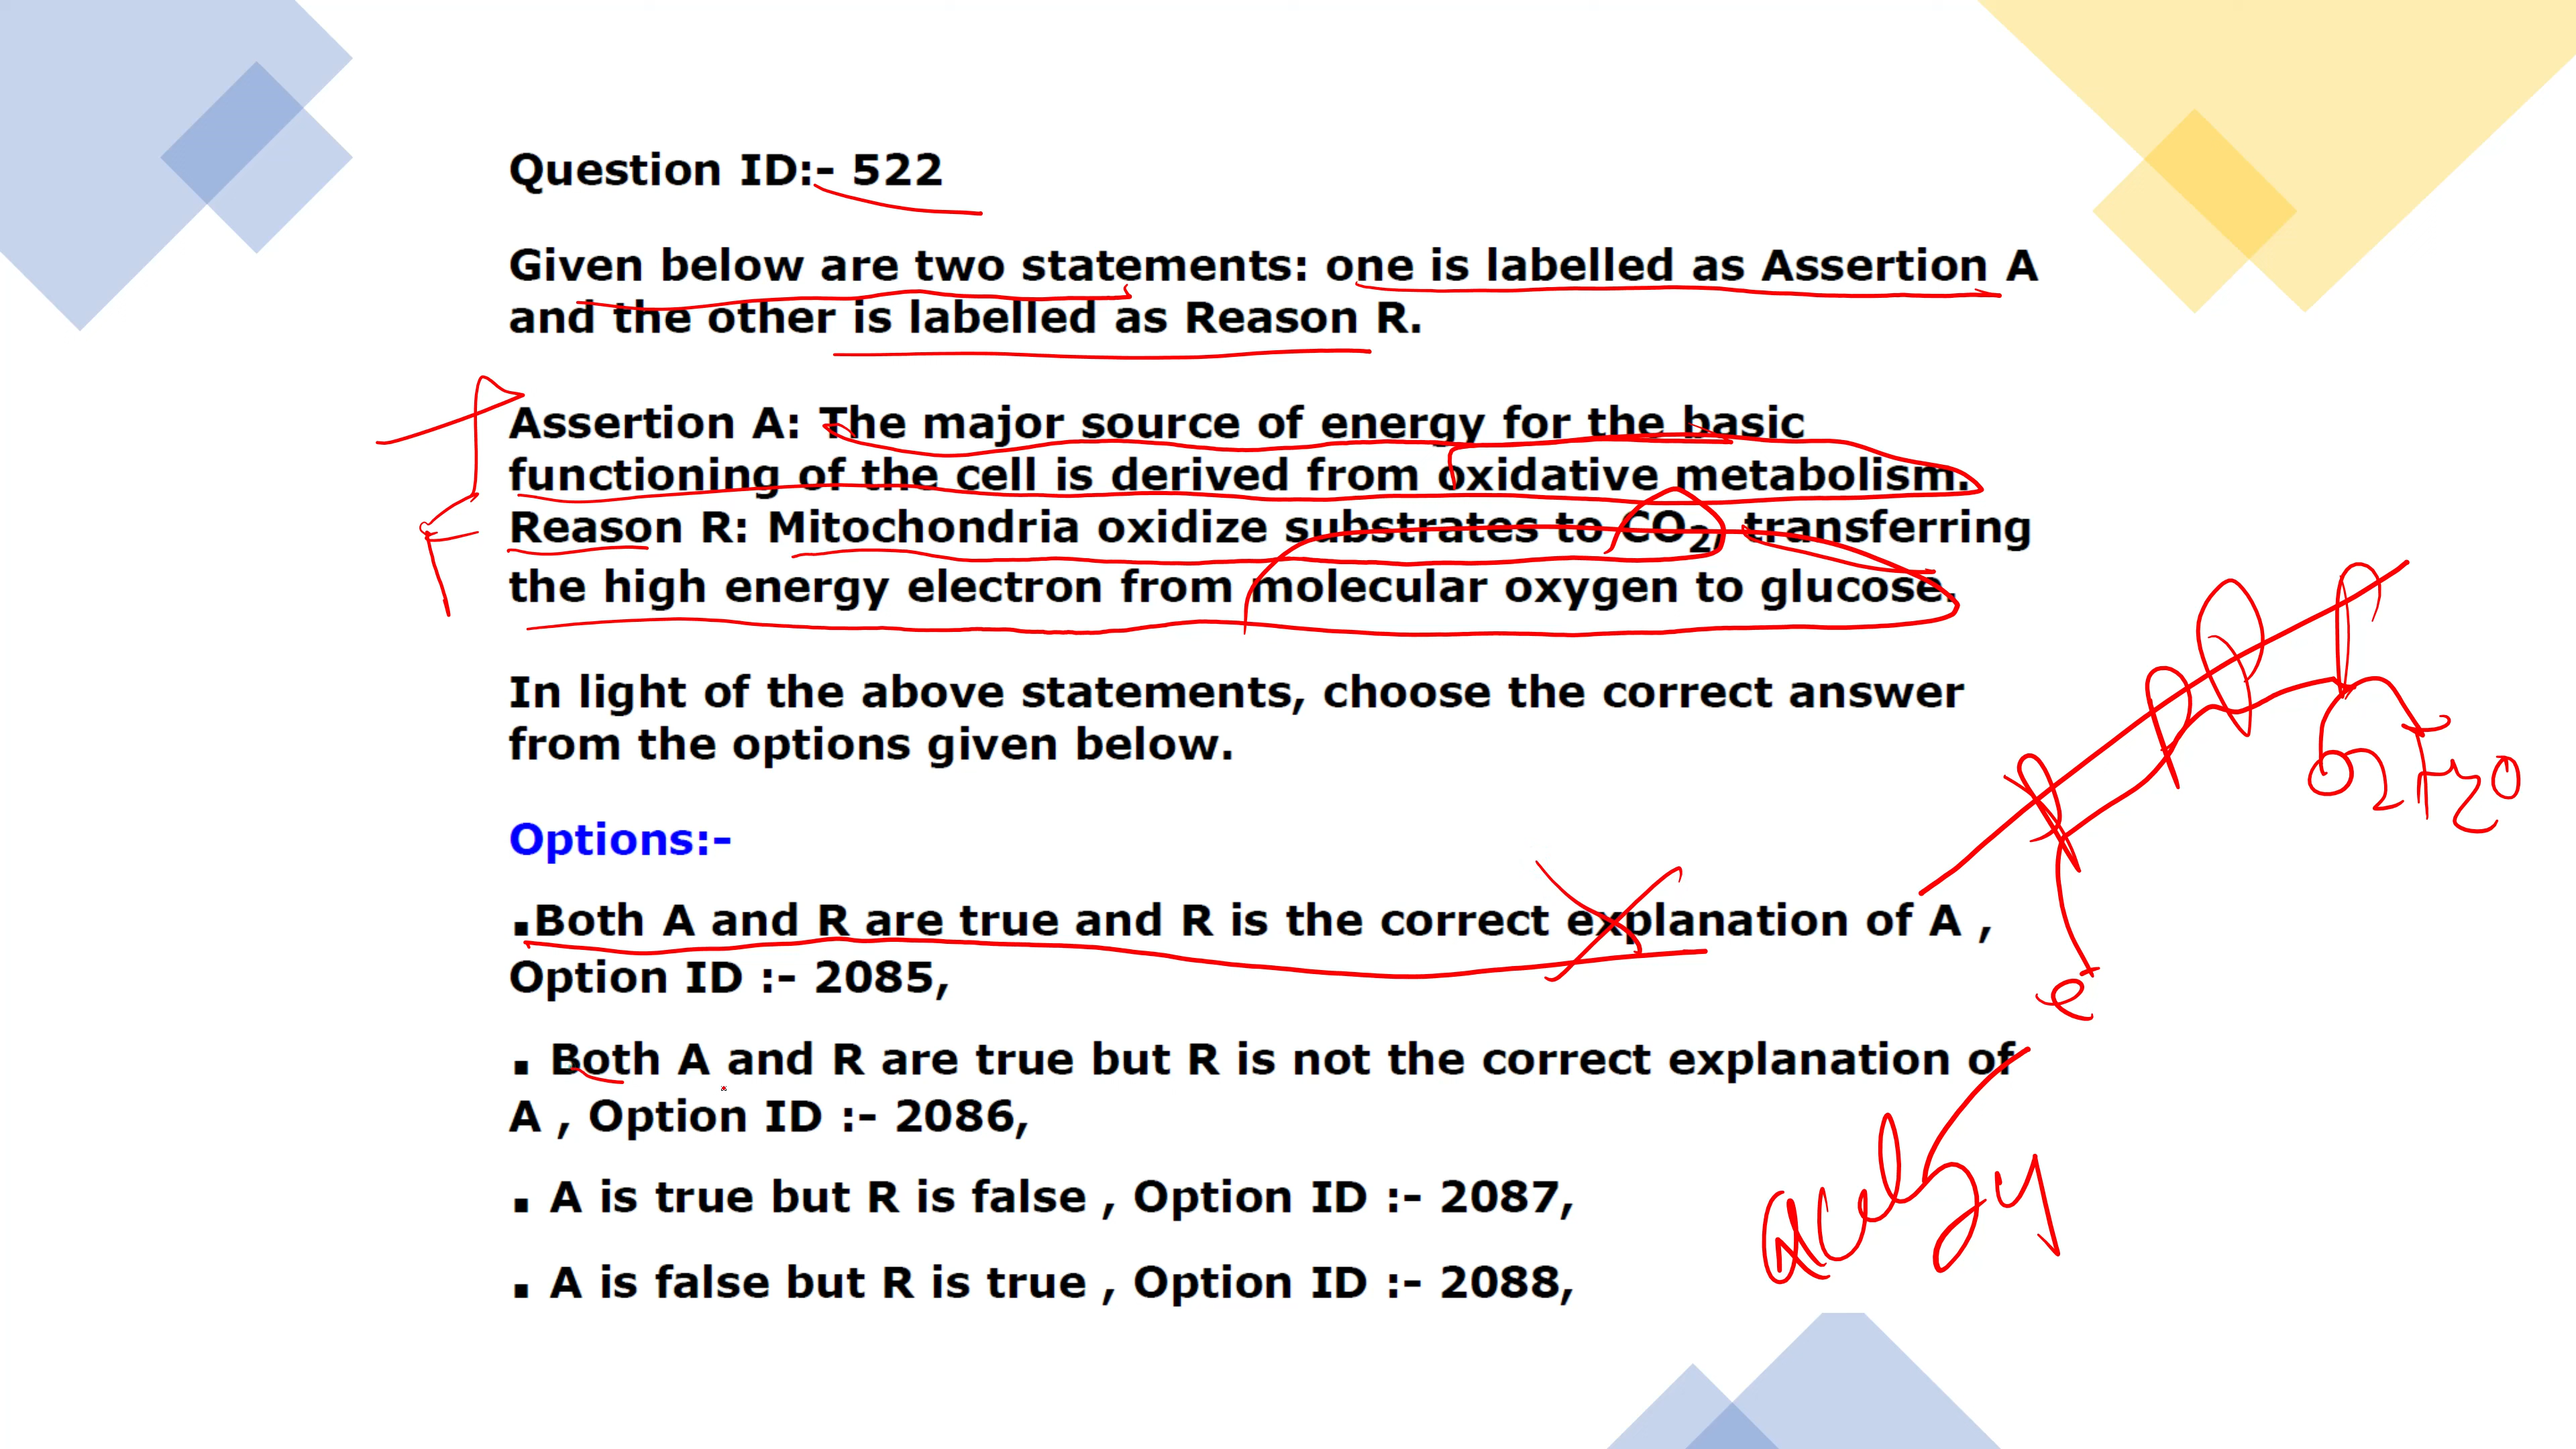 Question ID:- 522
Given below are two statements: one is labelled as Assertion A
and the other is labelled as Reason R.
Assertion A: The major source of energy for the basic
functioning of the cell is derived from oxidative metabolism.
Reason R: Mitochondria oxidize substrates to CO₂, transferring
the high energy electron from molecular oxygen to glucose.
In light of the above statements, choose the correct answer
from the options given below.
Options:-
▪Both A and R are true and R is the correct explanation of A ,
Option ID :- 2085,
▪ Both A and R are true but R is not the correct explanation of
A , Option ID :- 2086,
▪ A is true but R is false , Option ID :- 2087,
▪ A is false but R is true , Option ID :- 2088,
T
F
O2 H2O
e